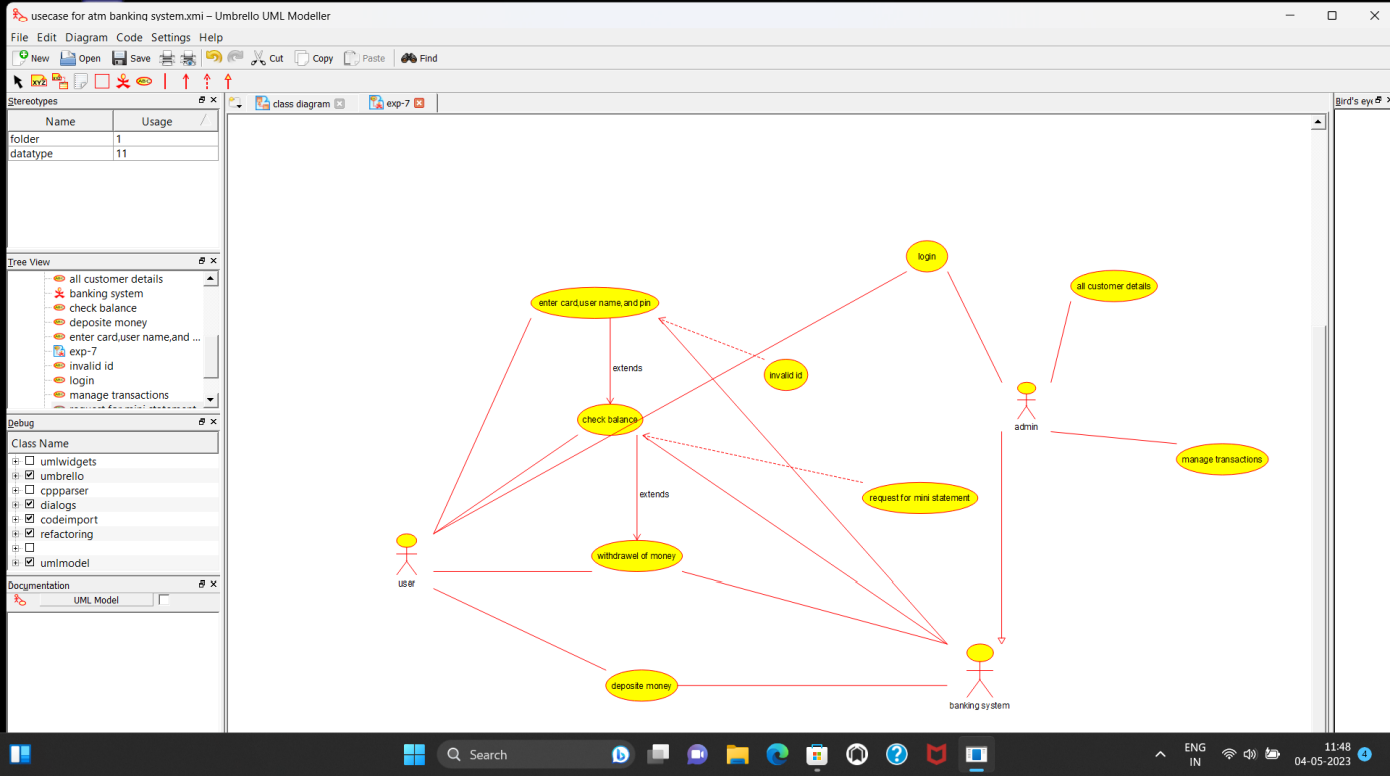 usecase for atm banking system.xmi – Umbrello UML Modeller
File Edit Diagram Code Settings Help
New Open Save Cut Copy Paste Find
Stereotypes
Name Usage
folder 1
datatype 11
Tree View
all customer details
banking system
check balance
deposite money
enter card,user name,and ...
exp-7
invalid id
login
manage transactions
request for mini statement
Debug
Class Name
umlwidgets
umbrello
cppparser
dialogs
codeimport
refactoring
umlmodel
Documentation
UML Model
class diagram exp-7
Bird's eye
login
all customer details
enter card,user name,and pin
extends
invalid id
check balance
admin
manage transactions
extends
request for mini statement
withdrawel of money
user
deposite money
banking system
Search
ENG
IN
11:48
04-05-2023
4